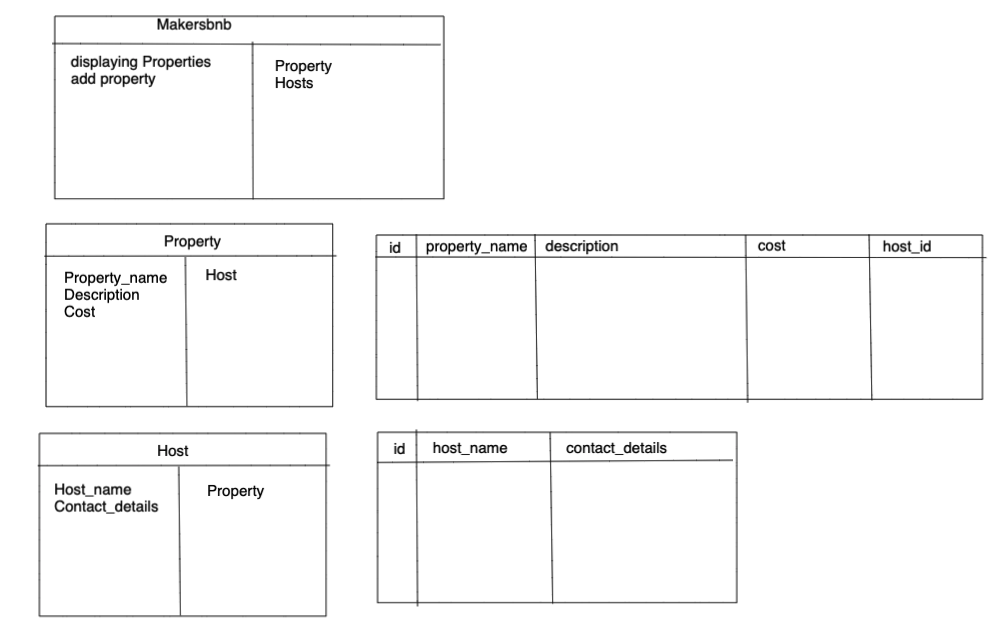 Makersbnb
displaying Properties
add property
Property
Hosts
Property
Property_name
Description
Cost
Host
id property_name description cost host_id
Host
Host_name
Contact_details
Property
id host_name contact_details